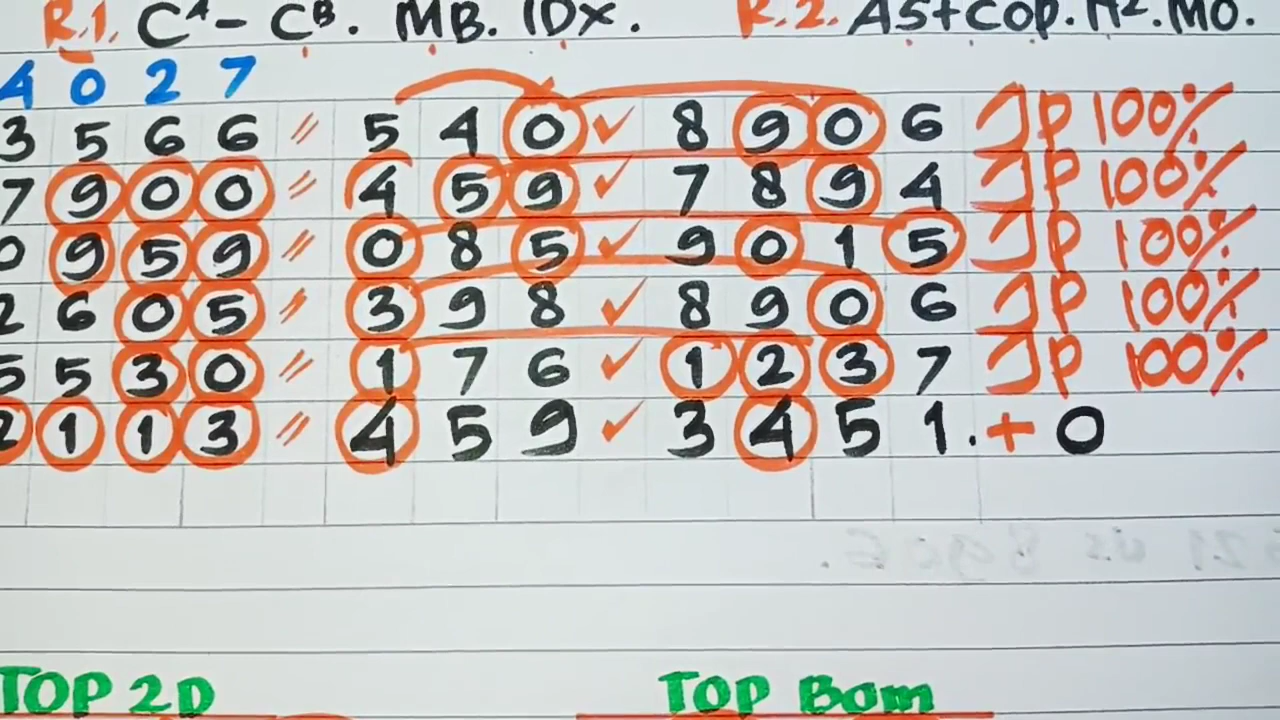 R.1. Cᴬ - Cᴮ. MB. IDX. R.2. AS+COP.H².MO.
4 0 2 7
3 5 6 6 〃 5 4 0 ✓ 8 9 0 6 JP 100%
7 9 0 0 〃 4 5 9 ✓ 7 8 9 4 JP 100%
0 9 5 9 〃 0 8 5 ✓ 9 0 1 5 JP 100%
2 6 0 5 〃 3 9 8 ✓ 8 9 0 6 JP 100%
5 5 3 0 〃 1 7 6 ✓ 1 2 3 7 JP 100%
2 1 1 3 〃 4 5 9 ✓ 3 4 5 1. + 0
TOP 2D TOP Bom